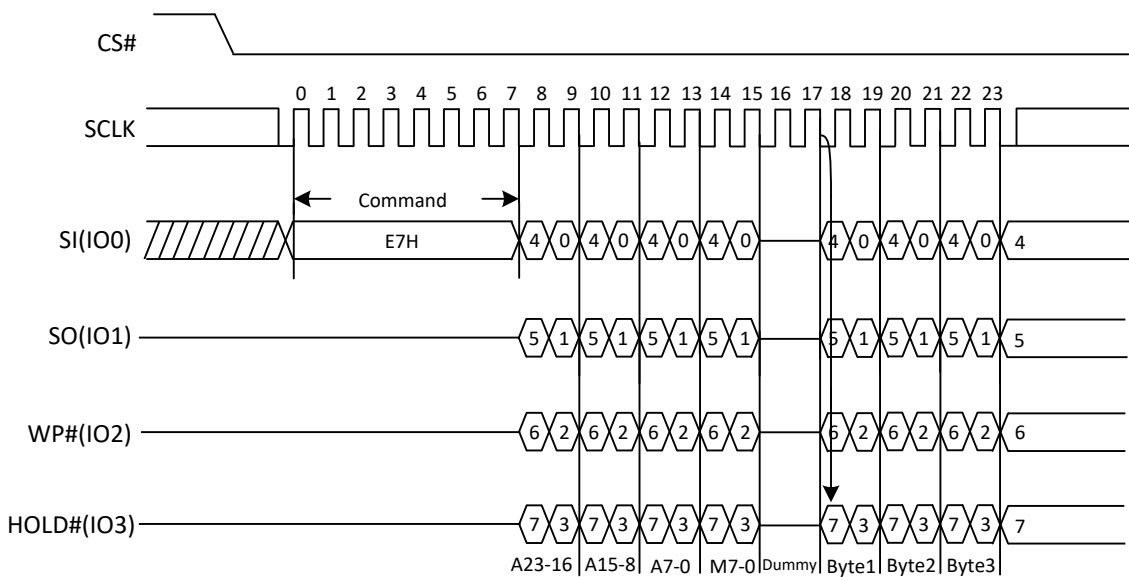 CS#
0 1 2 3 4 5 6 7 8 9 10 11 12 13 14 15 16 17 18 19 20 21 22 23
SCLK
Command
SI(IO0) E7H 4 0 4 0 4 0 4 0 4 0 4 0 4 0 4
SO(IO1) 5 1 5 1 5 1 5 1 5 1 5 1 5 1 5
WP#(IO2) 6 2 6 2 6 2 6 2 6 2 6 2 6 2 6
HOLD#(IO3) 7 3 7 3 7 3 7 3 7 3 7 3 7 3 7
A23-16 A15-8 A7-0 M7-0 Dummy Byte1 Byte2 Byte3